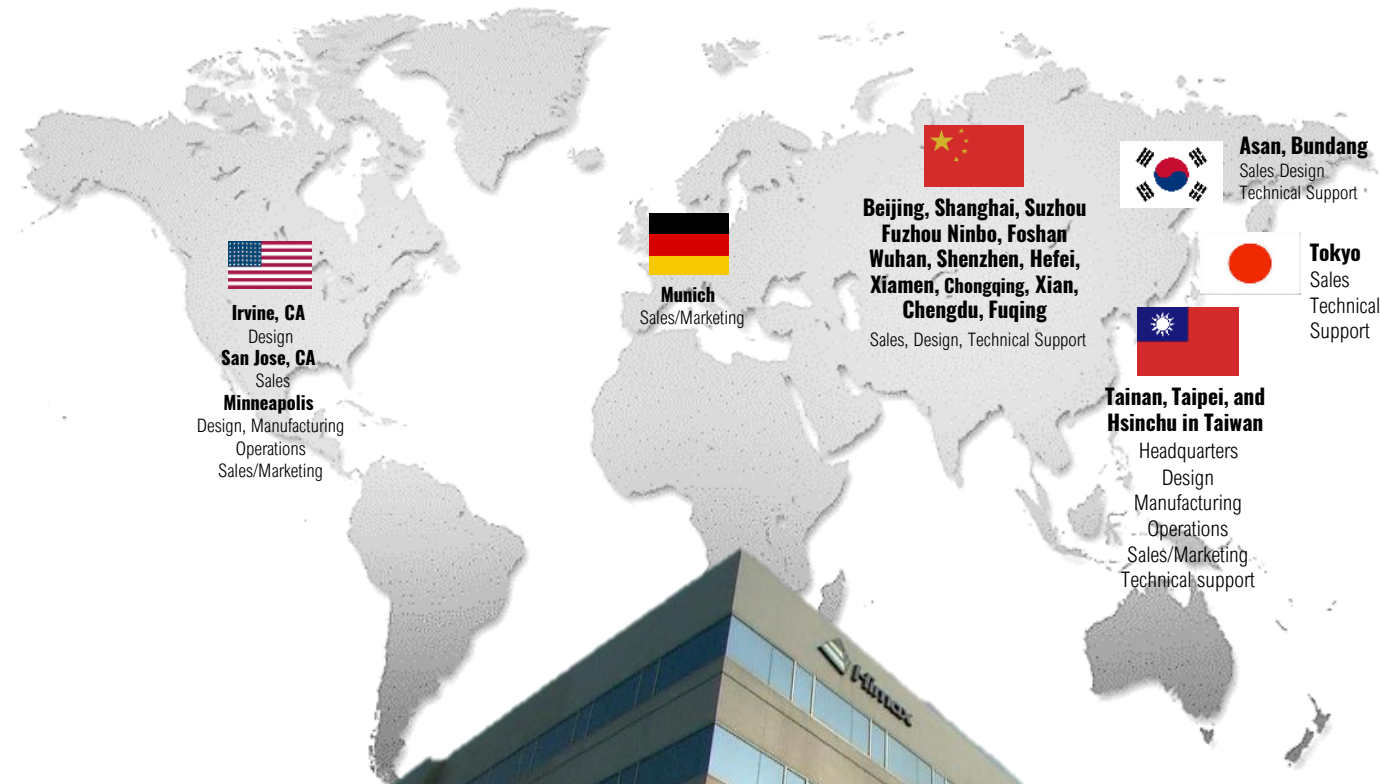 Irvine, CA
Design
San Jose, CA
Sales
Minneapolis
Design, Manufacturing
Operations
Sales/Marketing
Munich
Sales/Marketing
Beijing, Shanghai, Suzhou
Fuzhou Ninbo, Foshan
Wuhan, Shenzhen, Hefei,
Xiamen, Chongqing, Xian,
Chengdu, Fuqing
Sales, Design, Technical Support
Asan, Bundang
Sales Design
Technical Support
Tokyo
Sales
Technical
Support
Tainan, Taipei, and
Hsinchu in Taiwan
Headquarters
Design
Manufacturing
Operations
Sales/Marketing
Technical support
Himax